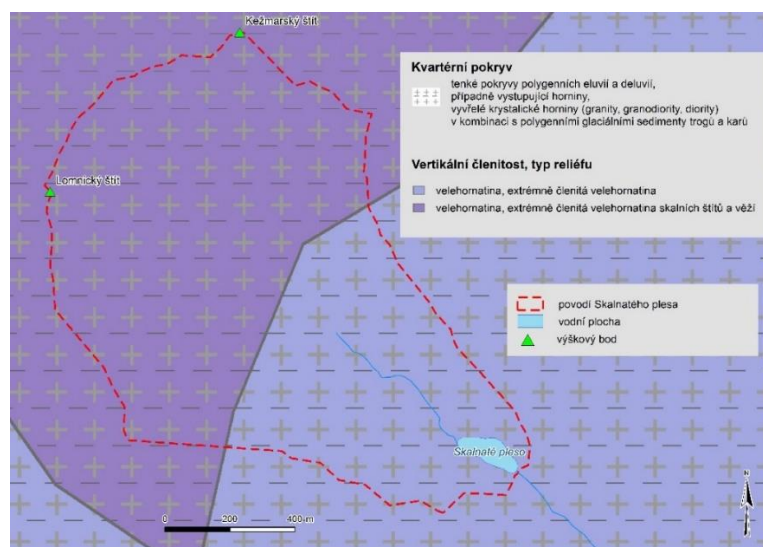 Kežmarský štít
Lomnický štít
Kvartérní pokryv
tenké pokryvy polygenních eluvií a deluvií,
případně vystupující horniny,
vyvřelé krystalické horniny (granity, granodiority, diority)
v kombinaci s polygenními glaciálními sedimenty trogů a karů
Vertikální členitost, typ reliéfu
velehornatina, extrémně členitá velehornatina
velehornatina, extrémně členitá velehornatina skalních štítů a věží
povodí Skalnatého plesa
vodní plocha
výškový bod
Skalnaté pleso
0 200 400 m
N